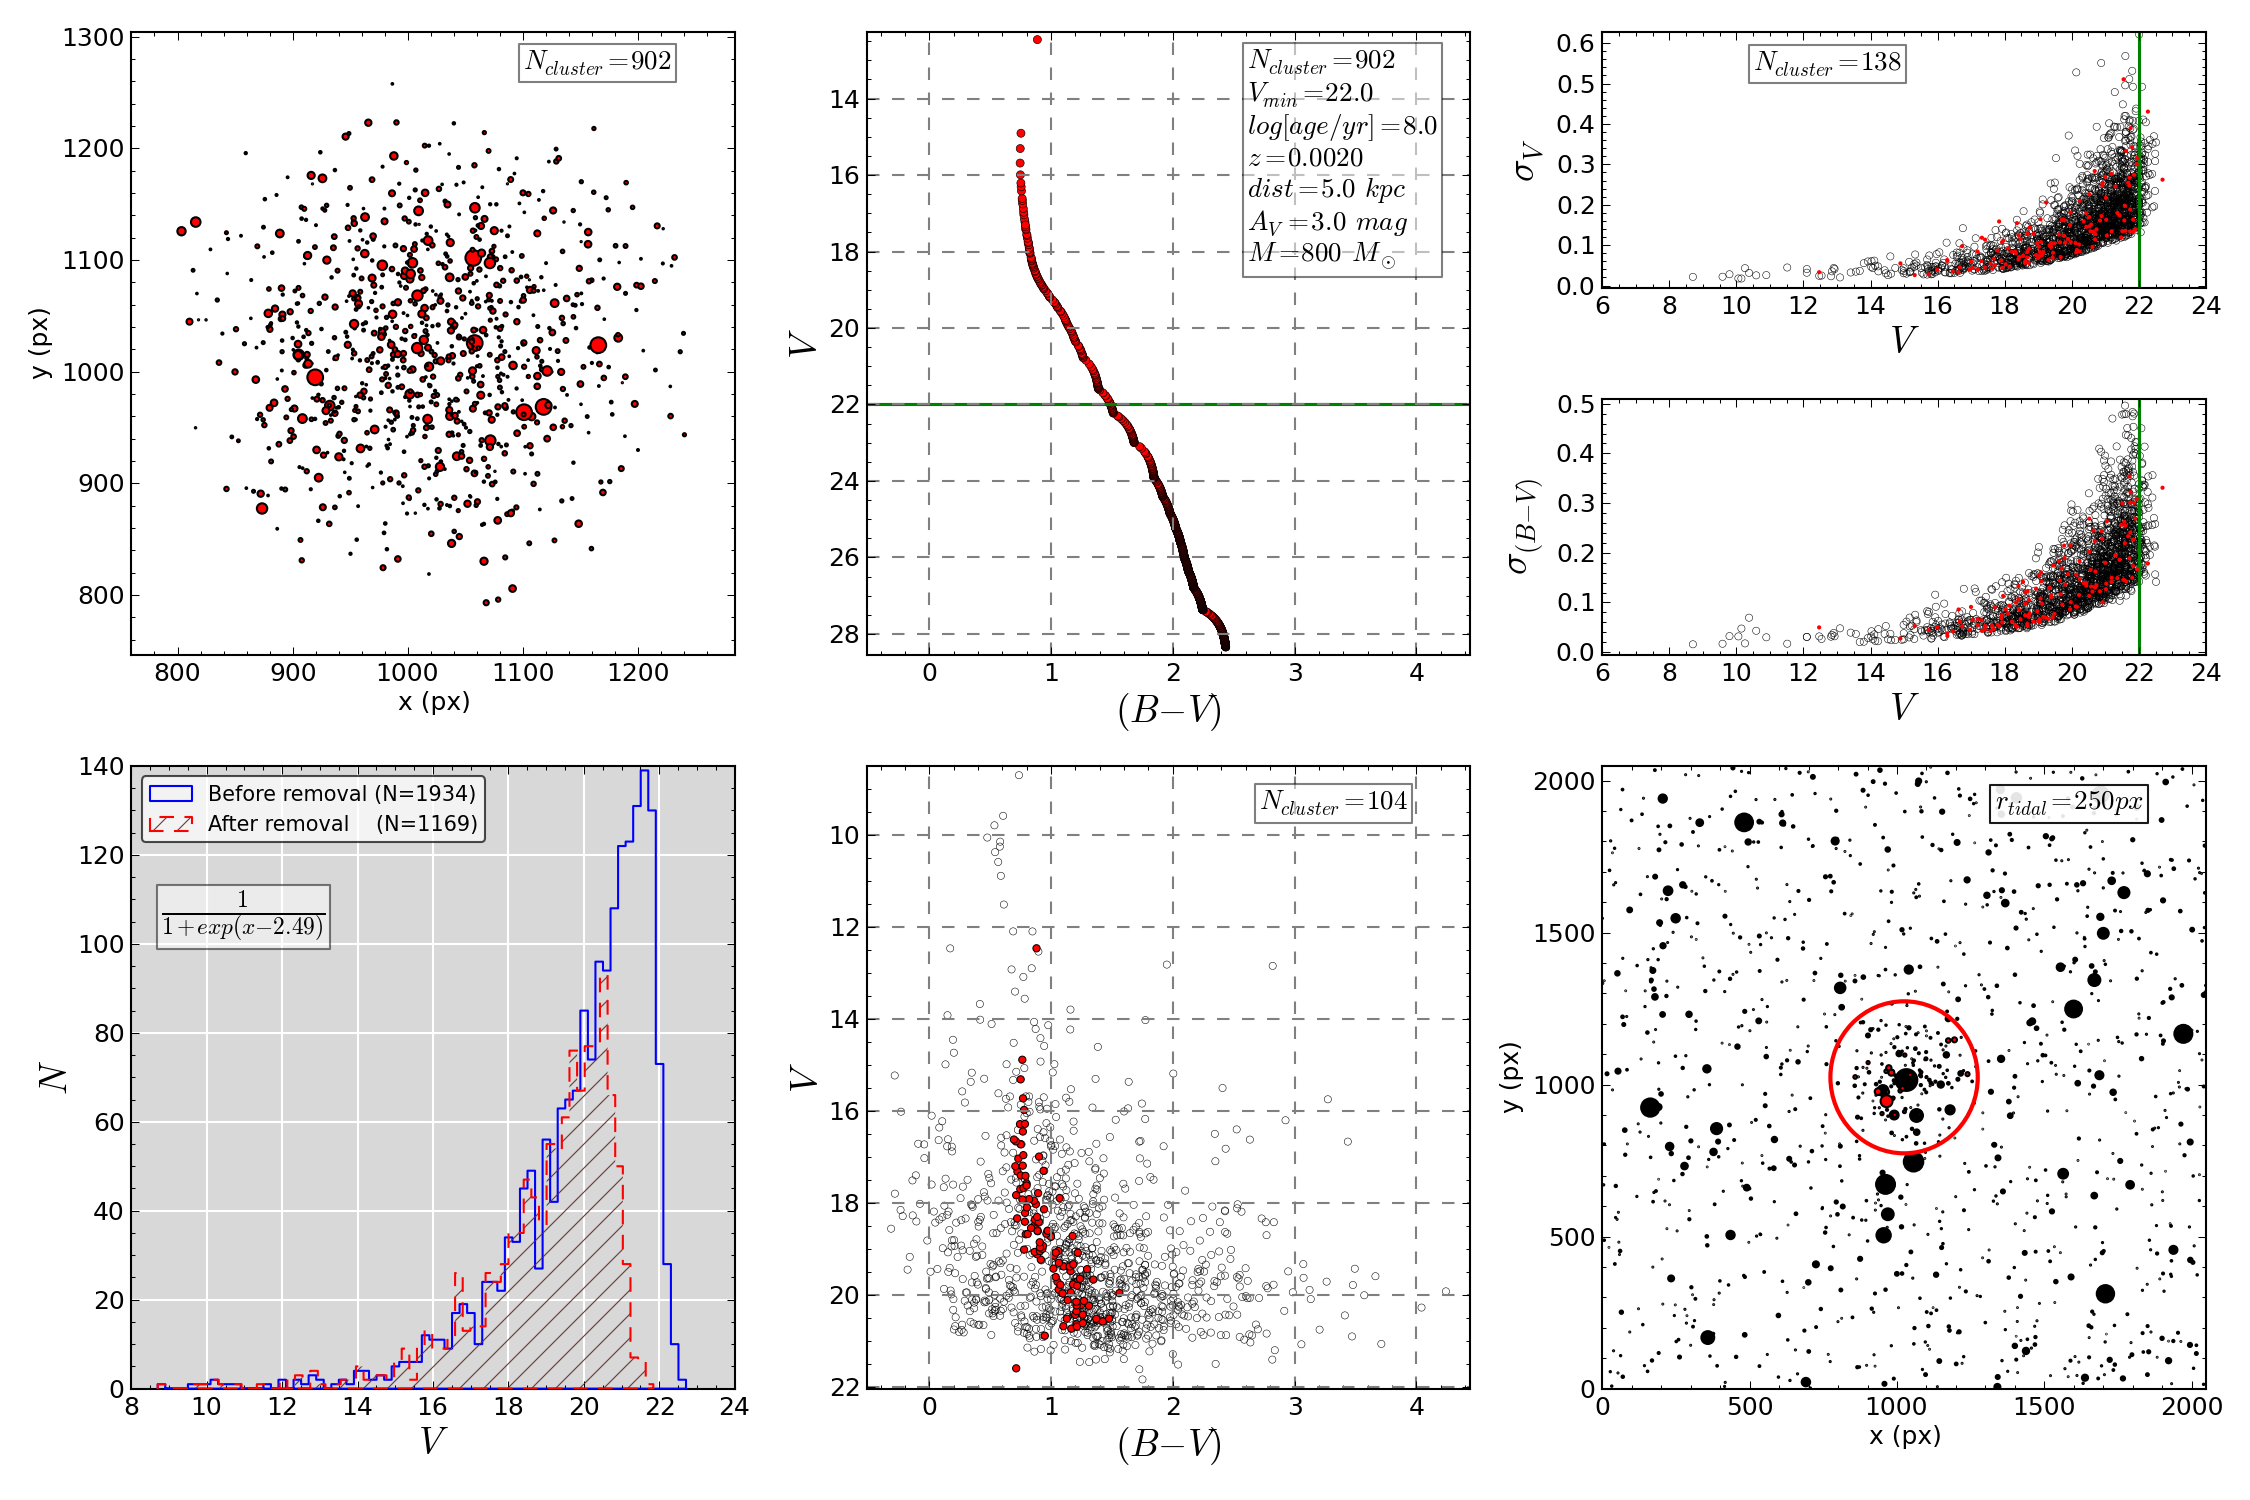 N_cluster=902
1300
1200
1100
1000
900
800
y (px)
800 900 1000 1100 1200
x (px)
N_cluster=902
V_min=22.0
log[age/yr]=8.0
z=0.0020
dist=5.0 kpc
A_V=3.0 mag
M=800 M_⊙
14
16
18
20
22
24
26
28
V
0 1 2 3 4
(B−V)
N_cluster=138
0.6
0.5
0.4
0.3
0.2
0.1
0.0
σ_V
6 8 10 12 14 16 18 20 22 24
V
0.5
0.4
0.3
0.2
0.1
0.0
σ_(B−V)
6 8 10 12 14 16 18 20 22 24
V
Before removal (N=1934)
After removal (N=1169)
1
1+exp(x−2.49)
140
120
100
80
60
40
20
0
N
8 10 12 14 16 18 20 22 24
V
N_cluster=104
10
12
14
16
18
20
22
V
0 1 2 3 4
(B−V)
r_tidal=250px
2000
1500
1000
500
0
y (px)
0 500 1000 1500 2000
x (px)